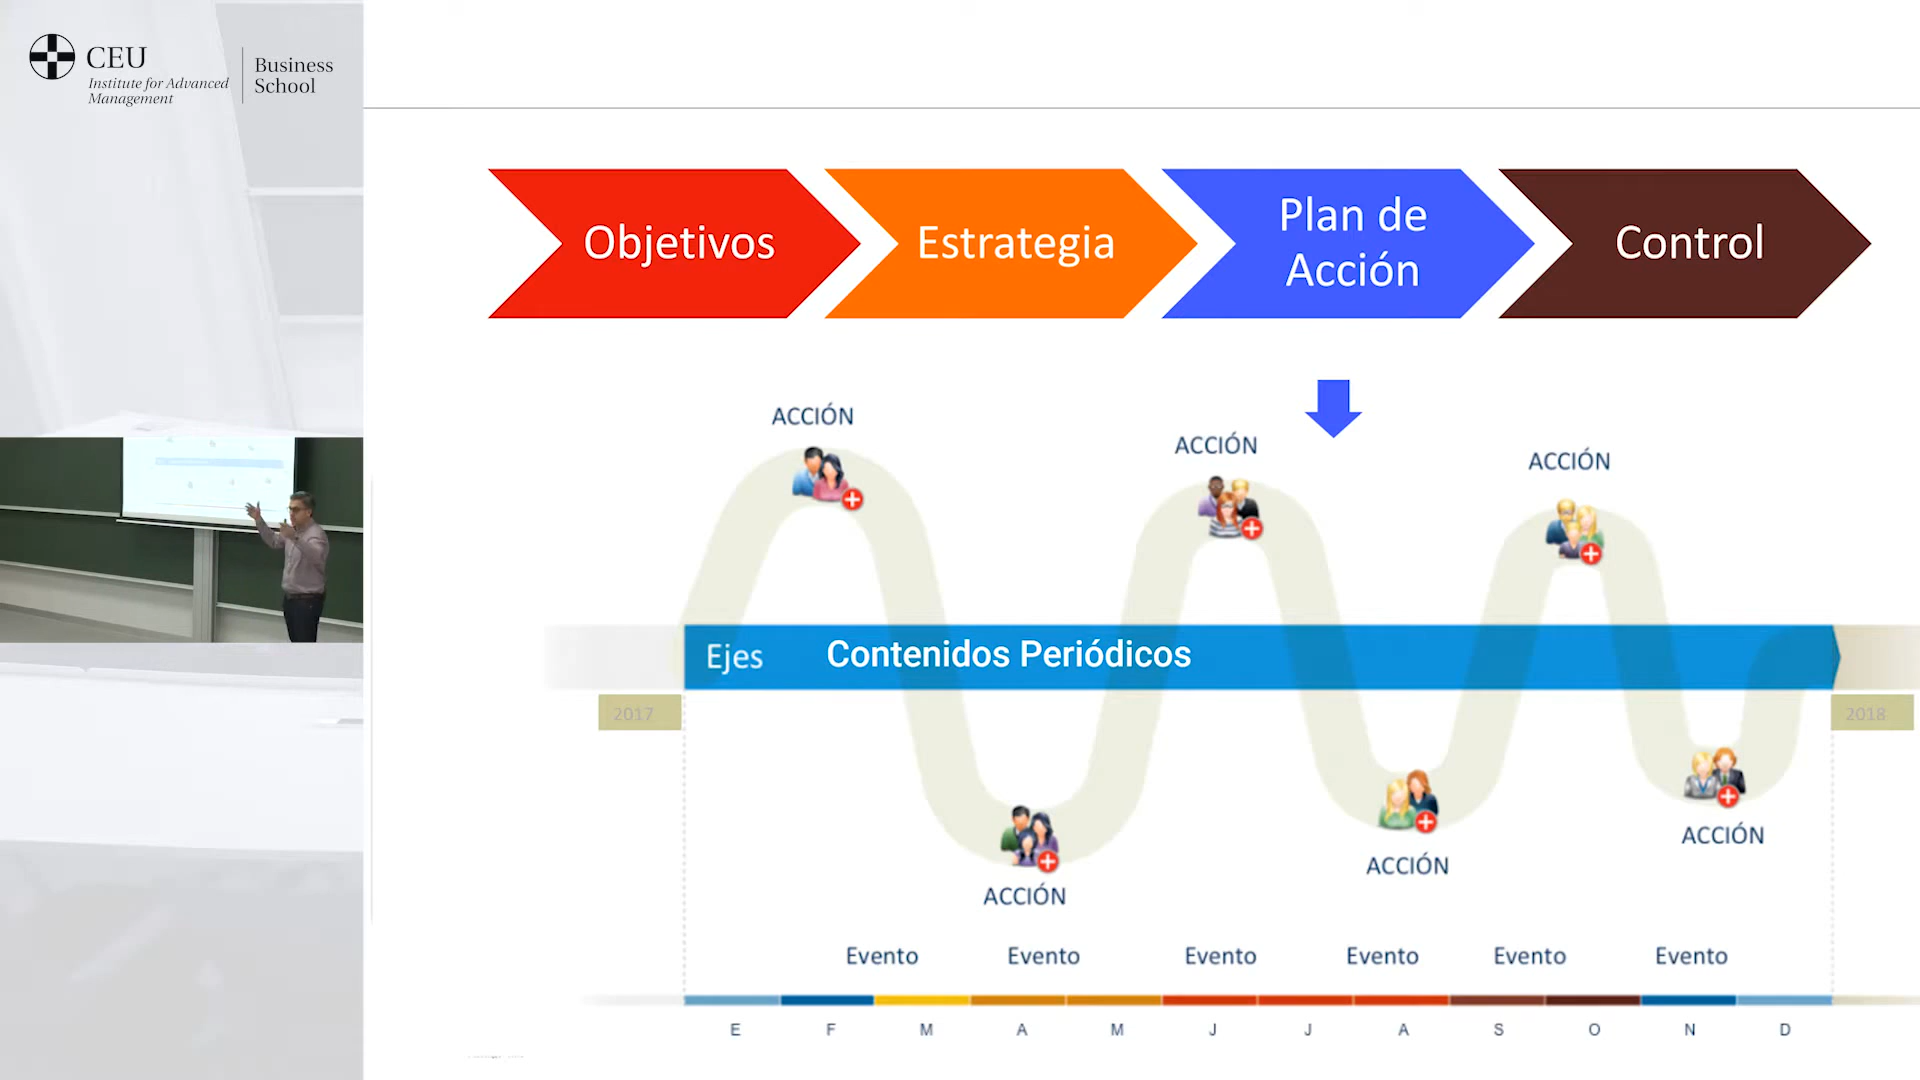 CEU
Institute for Advanced
Management
Business
School
Objetivos
Estrategia
Plan de
Acción
Control
ACCIÓN
ACCIÓN
ACCIÓN
Ejes
Contenidos Periódicos
2017
2018
ACCIÓN
ACCIÓN
ACCIÓN
Evento
Evento
Evento
Evento
Evento
Evento
E
F
M
A
M
J
J
A
S
O
N
D